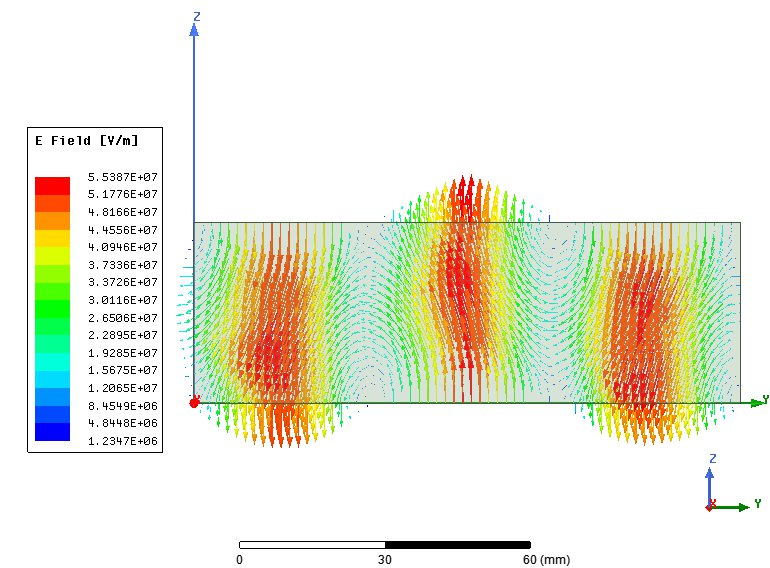 Z
E Field [V/m]
5.5387E+07
5.1776E+07
4.8166E+07
4.4556E+07
4.0946E+07
3.7336E+07
3.3726E+07
3.0116E+07
2.6506E+07
2.2895E+07
1.9285E+07
1.5675E+07
1.2065E+07
8.4549E+06
4.8448E+06
1.2347E+06
X
Y
Z
X
Y
0 30 60 (mm)